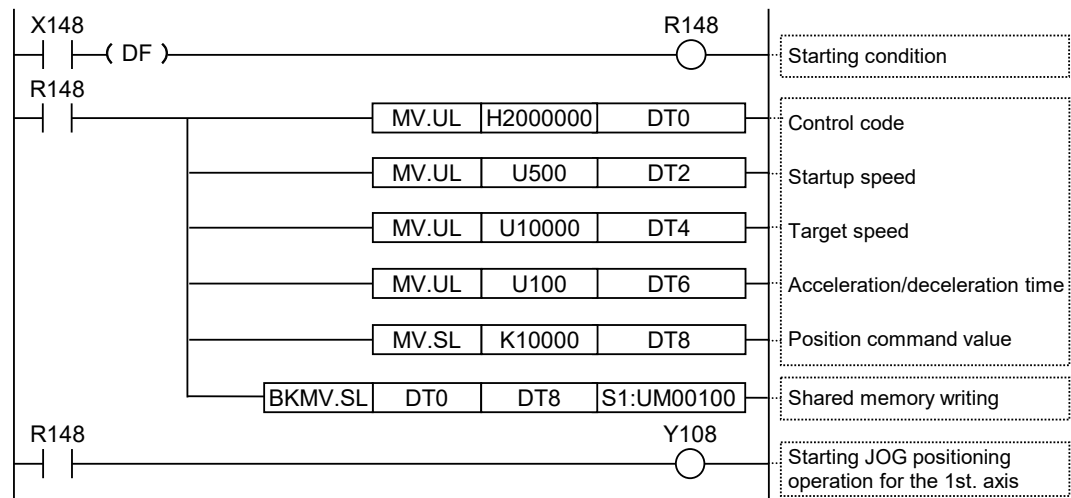 X148
R148
( DF )
Starting condition
R148
MV.UL H2000000 DT0
Control code
MV.UL U500 DT2
Startup speed
MV.UL U10000 DT4
Target speed
MV.UL U100 DT6
Acceleration/deceleration time
MV.SL K10000 DT8
Position command value
BKMV.SL DT0 DT8 S1:UM00100
Shared memory writing
R148
Y108
Starting JOG positioning
operation for the 1st. axis